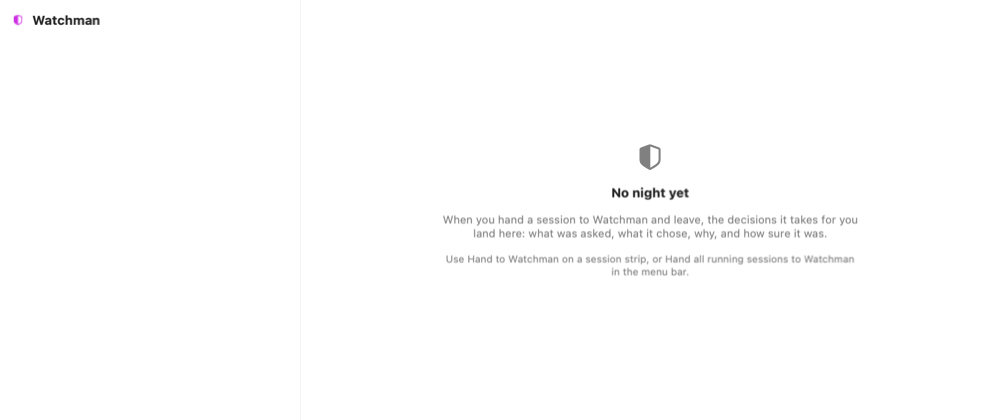 Watchman
No night yet
When you hand a session to Watchman and leave, the decisions it takes for you
land here: what was asked, what it chose, why, and how sure it was.
Use Hand to Watchman on a session strip, or Hand all running sessions to Watchman
in the menu bar.